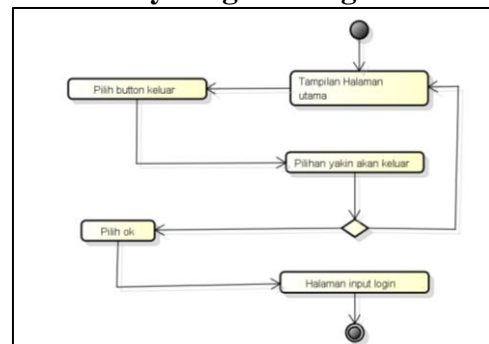 Tampilan Halaman
utama
Pilih button keluar
Pilihan yakin akan keluar
Pilih ok
Halaman input login